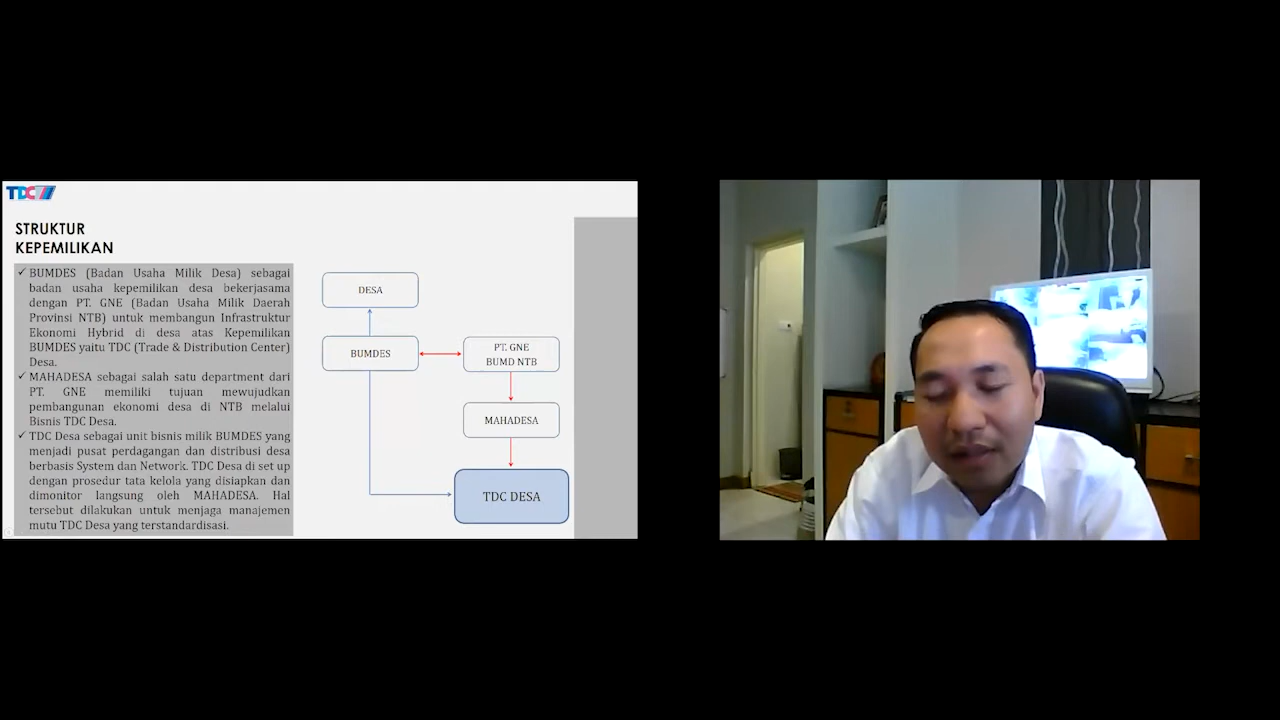 TDC
STRUKTUR
KEPEMILIKAN
✓ BUMDES (Badan Usaha Milik Desa) sebagai
badan usaha kepemilikan desa bekerjasama
dengan PT. GNE (Badan Usaha Milik Daerah
Provinsi NTB) untuk membangun Infrastruktur
Ekonomi Hybrid di desa atas Kepemilikan
BUMDES yaitu TDC (Trade & Distribution Center)
Desa.
✓ MAHADESA sebagai salah satu department dari
PT. GNE memiliki tujuan mewujudkan
pembangunan ekonomi desa di NTB melalui
Bisnis TDC Desa.
✓ TDC Desa sebagai unit bisnis milik BUMDES yang
menjadi pusat perdagangan dan distribusi desa
berbasis System dan Network. TDC Desa di set up
dengan prosedur tata kelola yang disiapkan dan
dimonitor langsung oleh MAHADESA. Hal
tersebut dilakukan untuk menjaga manajemen
mutu TDC Desa yang terstandardisasi.
DESA
BUMDES
PT. GNE
BUMD NTB
MAHADESA
TDC DESA